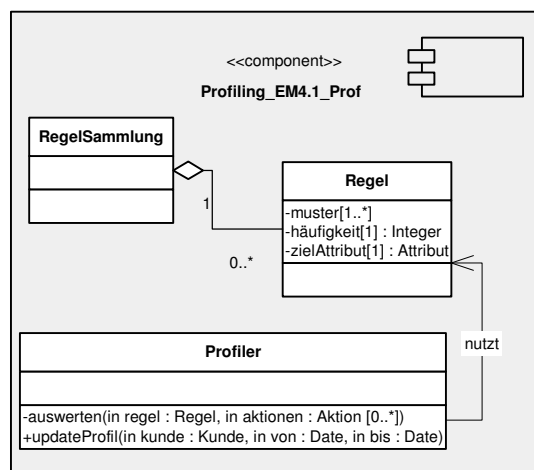 <<component>>
Profiling_EM4.1_Prof
RegelSammlung
1
0..*
Regel
-muster[1..*]
-häufigkeit[1] : Integer
-zielAttribut[1] : Attribut
nutzt
Profiler
-auswerten(in regel : Regel, in aktionen : Aktion [0..*])
+updateProfil(in kunde : Kunde, in von : Date, in bis : Date)